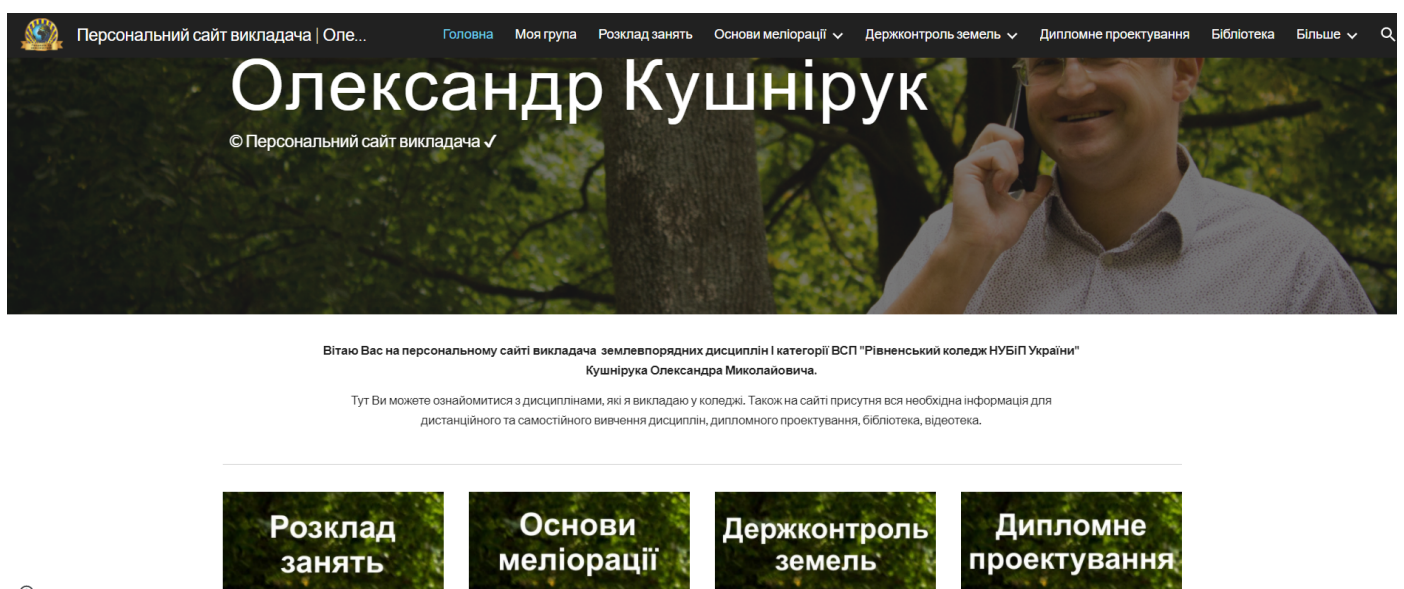 Персональний сайт викладача | Оле...
Головна Моя група Розклад занять Основи меліорації Держконтроль земель Дипломне проектування Бібліотека Більше
Олександр Кушнірук
© Персональний сайт викладача ✓
Вітаю Вас на персональному сайті викладача землевпорядних дисциплін І категорії ВСП "Рівненський коледж НУБіП України"
Кушнірука Олександра Миколайовича.
Тут Ви можете ознайомитися з дисциплінами, які я викладаю у коледжі. Також на сайті присутня вся необхідна інформація для
дистанційного та самостійного вивчення дисциплін, дипломного проектування, бібліотека, відеотека.
Розклад
занять
Основи
меліорації
Держконтроль
земель
Дипломне
проектування